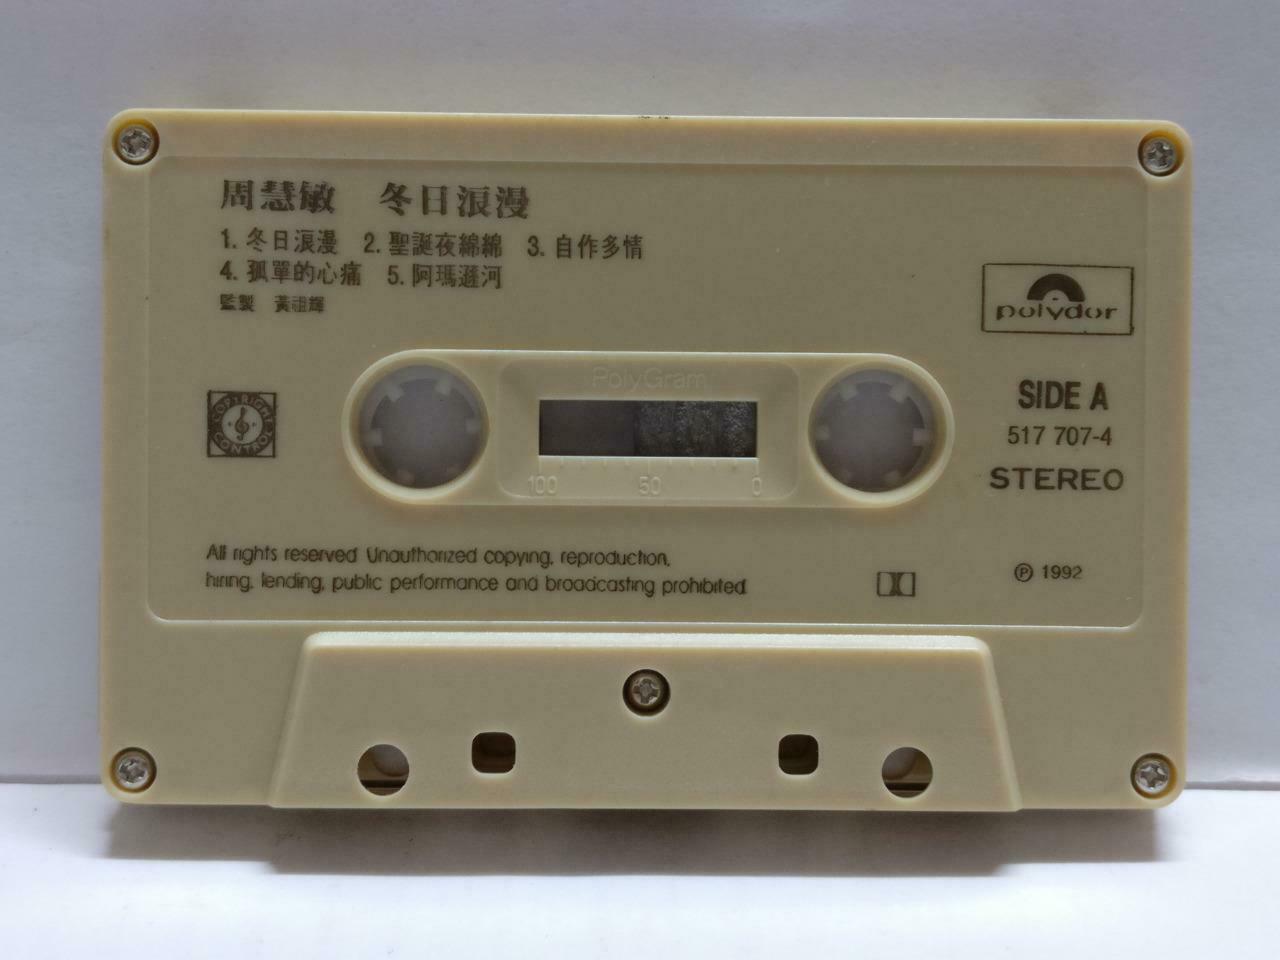 周慧敏 冬日浪漫
1. 冬日浪漫 2. 聖誕夜綿綿 3. 自作多情
4. 孤單的心痛 5. 阿瑪遜河
監製 黃祖輝
polydor
PolyGram
COPYRIGHT CONTROL
SIDE A
517 707-4
STEREO
100 50 0
All rights reserved Unauthorized copying, reproduction,
hiring, lending, public performance and broadcasting prohibited.
℗ 1992